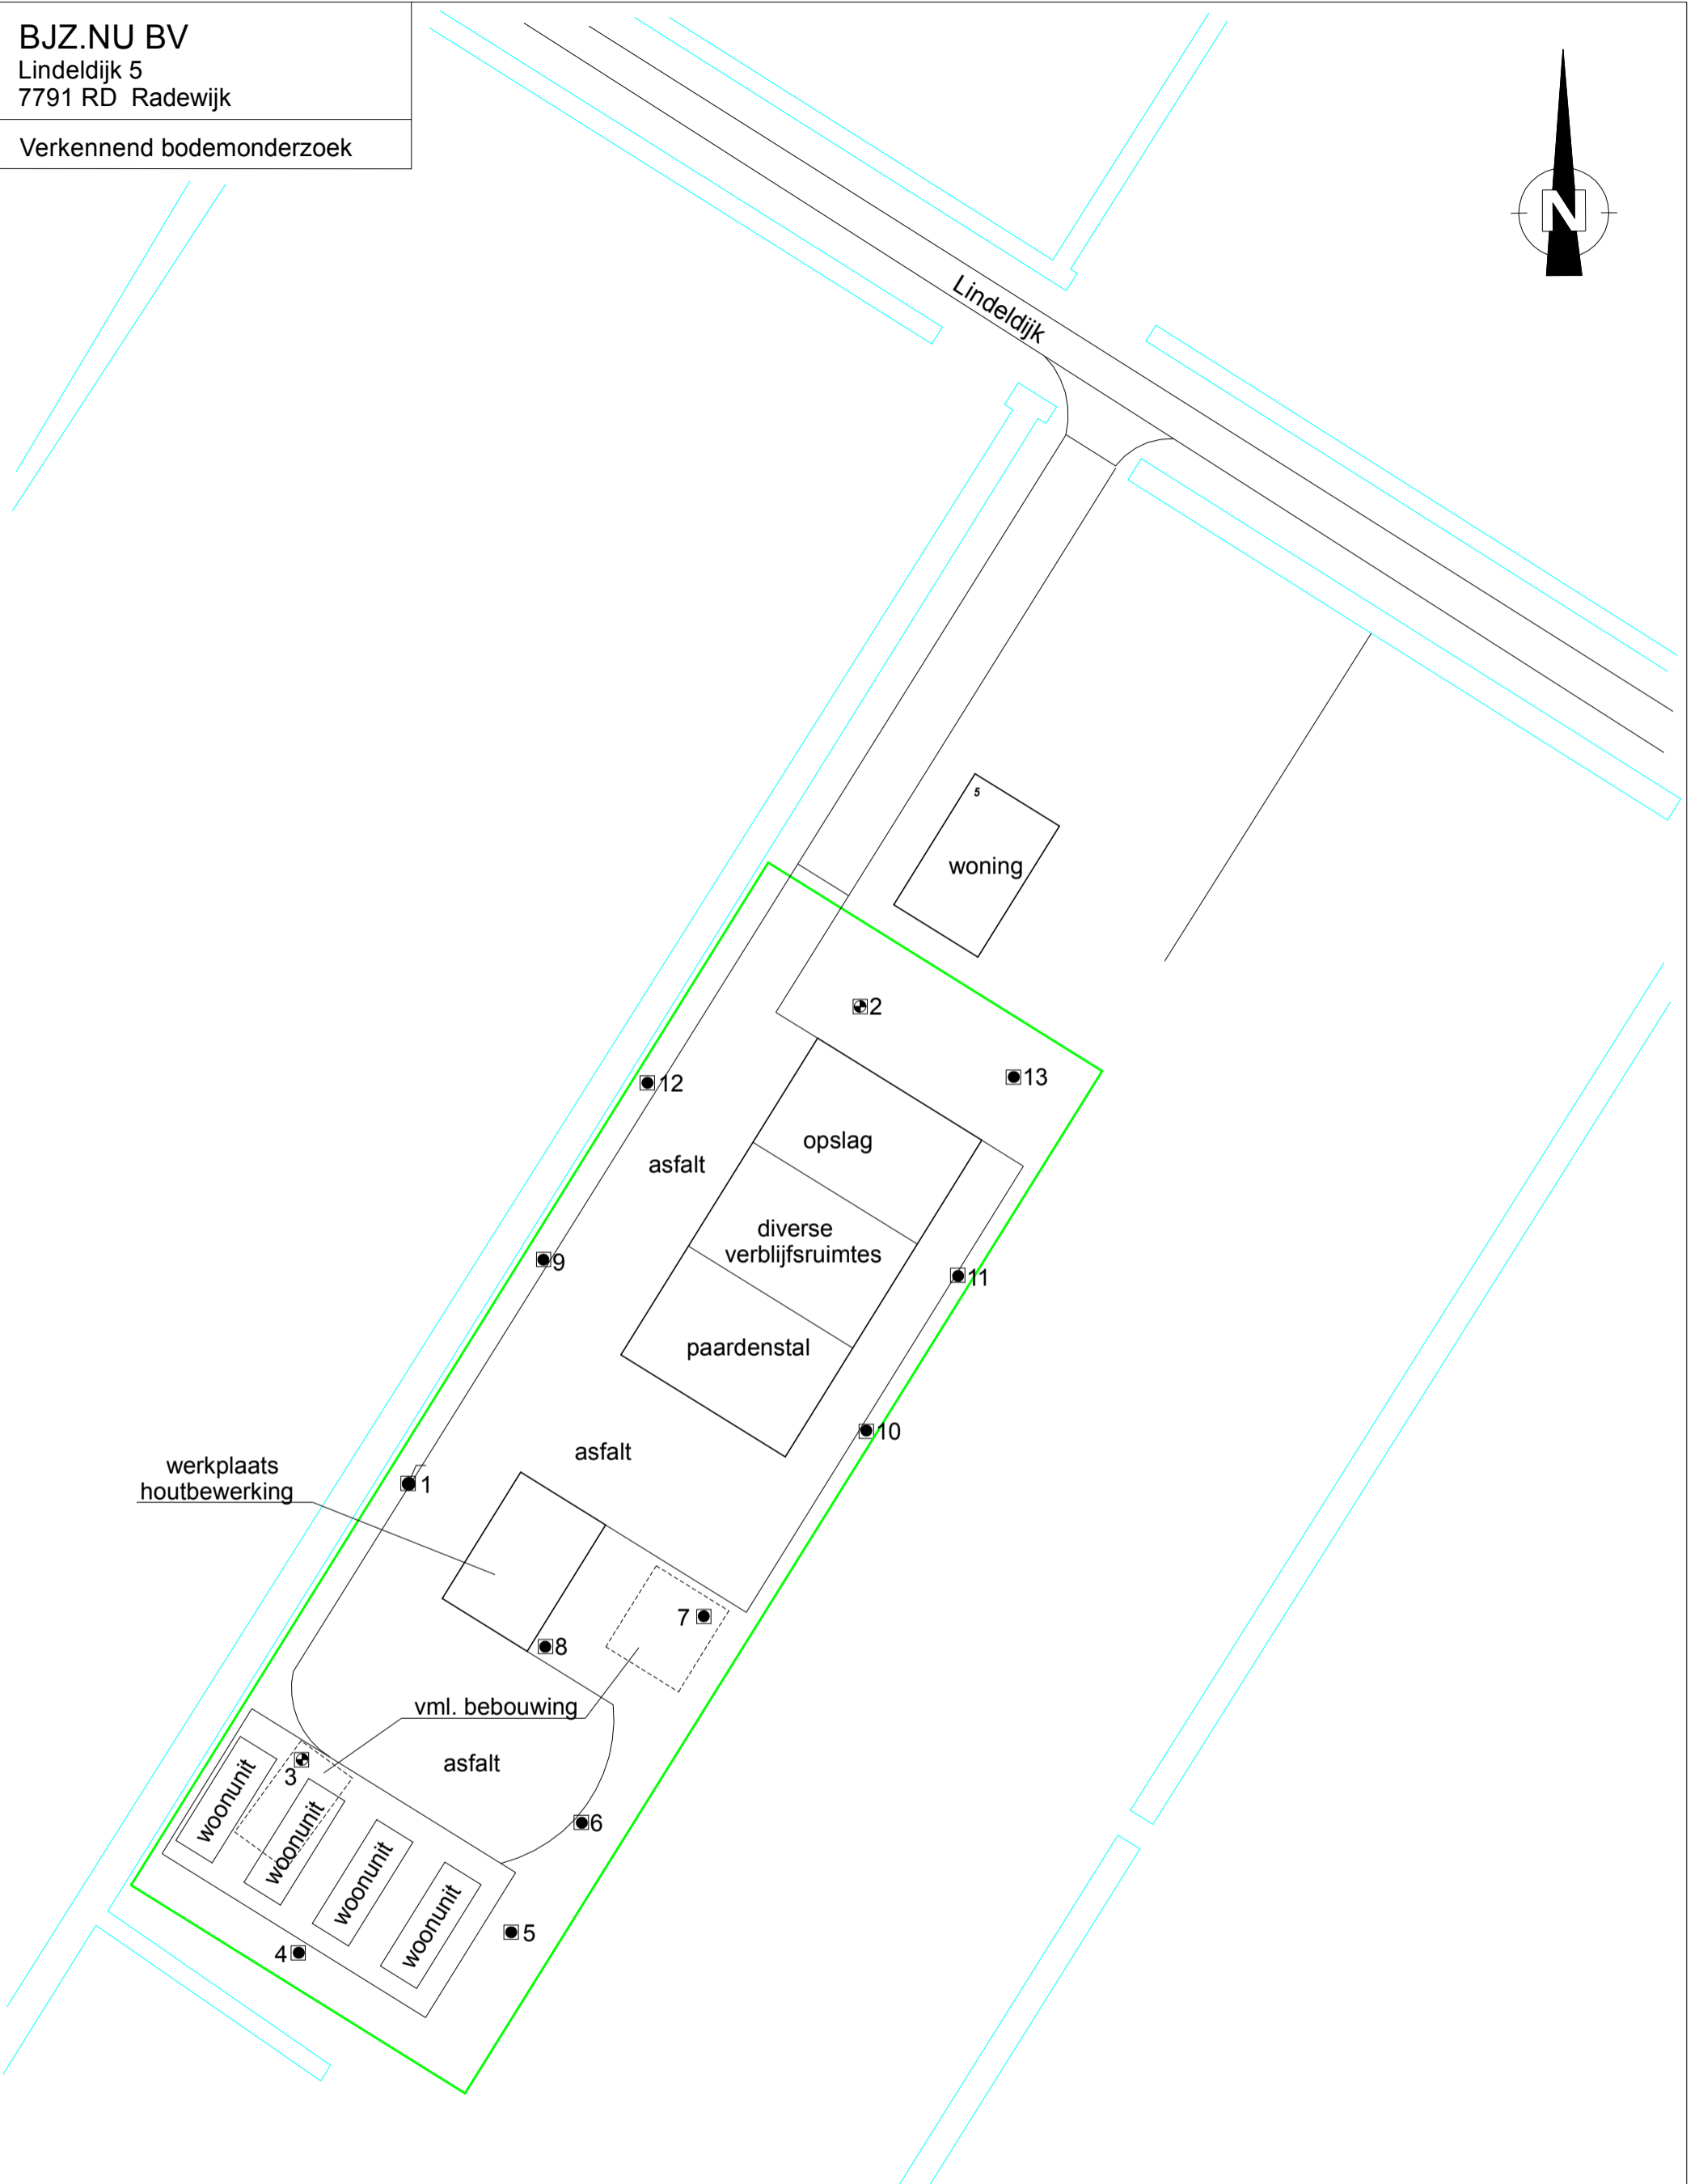 BJZ.NU BV
Lindeldijk 5
7791 RD Radewijk
Verkennend bodemonderzoek
N
Lindeldijk
5
woning
2
13
12
opslag
asfalt
diverse
verblijfsruimtes
9
11
paardenstal
10
asfalt
werkplaats
houtbewerking
1
7
8
vml. bebouwing
asfalt
3
6
woonunit
woonunit
woonunit
woonunit
5
4